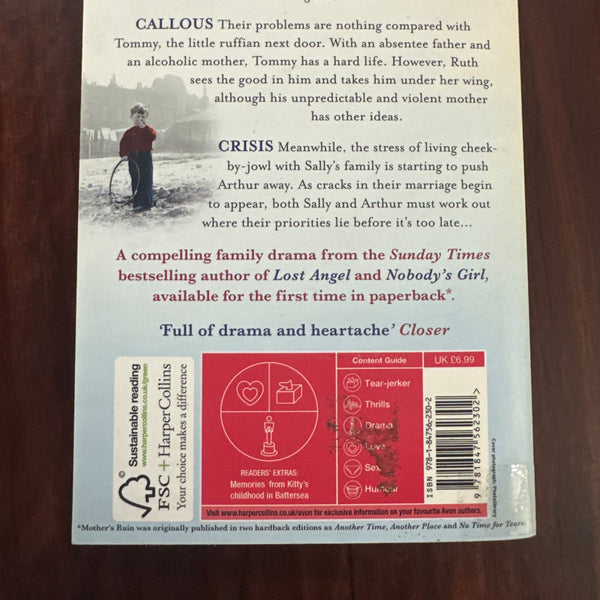 CALLOUS Their problems are nothing compared with
Tommy, the little ruffian next door. With an absentee father and
an alcoholic mother, Tommy has a hard life. However, Ruth
sees the good in him and takes him under her wing,
although his unpredictable and violent mother
has other ideas.
CRISIS Meanwhile, the stress of living cheek-
by-jowl with Sally's family is starting to push
Arthur away. As cracks in their marriage begin
to appear, both Sally and Arthur must work out
where their priorities lie before it's too late...
A compelling family drama from the Sunday Times
bestselling author of Lost Angel and Nobody's Girl,
available for the first time in paperback*.
'Full of drama and heartache' Closer
Sustainable reading
www.harpercollins.co.uk/green
FSC + HarperCollins
Your choice makes a difference
READERS' EXTRAS:
Memories from Kitty's
childhood in Battersea
Content Guide
Tear-jerker
Thrills
Drama
Love
Sex
Humour
UK £6.99
ISBN 978-1-84756-230-2
9 781847 562302 >
Cover photograph: Photolibrary
Visit www.harpercollins.co.uk/avon for exclusive information on your favourite Avon authors.
*Mother's Ruin was originally published in two hardback editions as Another Time, Another Place and No Time for Tears.